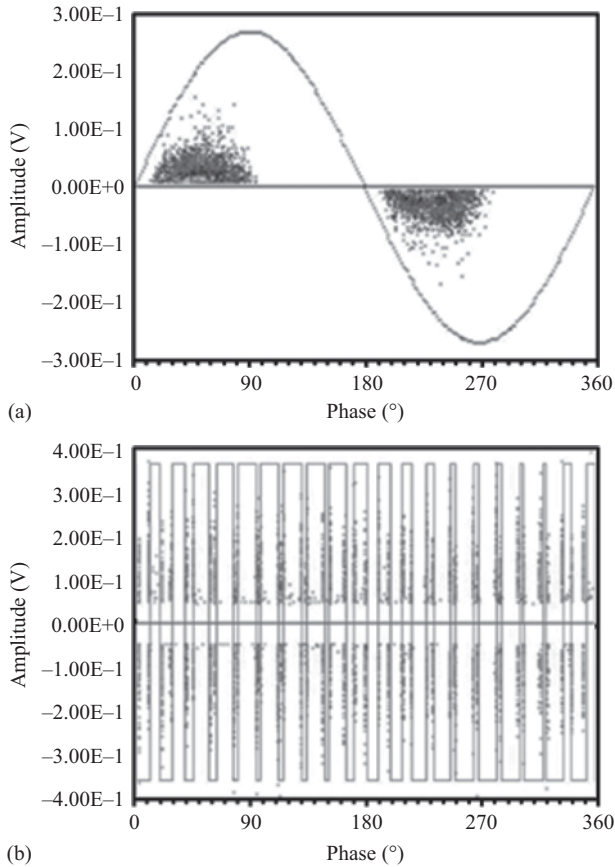 3.00E–1
2.00E–1
1.00E–1
0.00E+0
–1.00E–1
–2.00E–1
–3.00E–1
Amplitude (V)
0 90 180 270 360
(a) Phase (°)
4.00E–1
3.00E–1
2.00E–1
1.00E–1
0.00E+0
–1.00E–1
–2.00E–1
–3.00E–1
–4.00E–1
Amplitude (V)
0 90 180 270 360
(b) Phase (°)